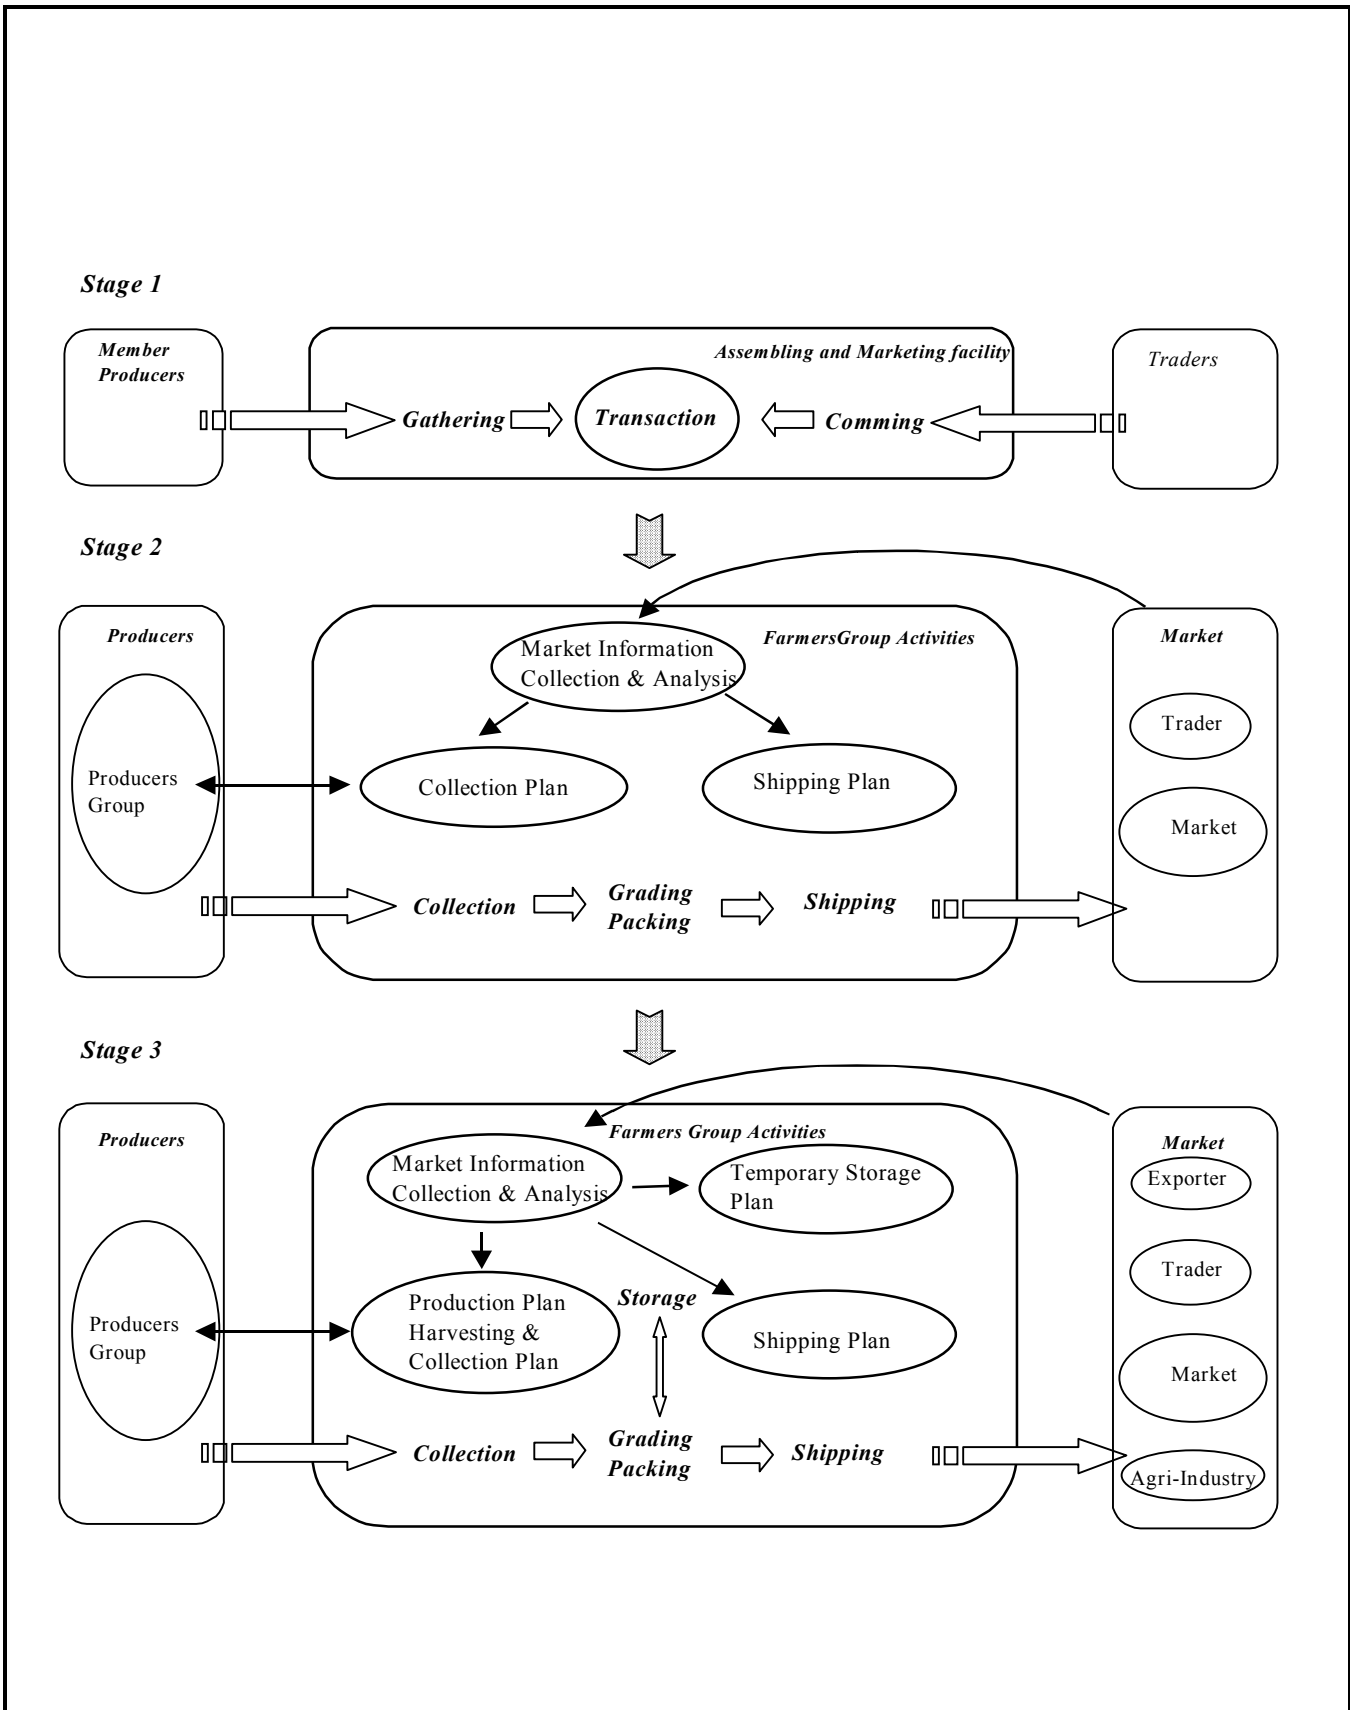 Stage 1
Member
Producers
Assembling and Marketing facility
Traders
Gathering
Transaction
Comming
Stage 2
Producers
FarmersGroup Activities
Market
Market Information
Collection & Analysis
Trader
Producers
Group
Collection Plan
Shipping Plan
Market
Collection
Grading
Packing
Shipping
Stage 3
Producers
Farmers Group Activities
Market
Market Information
Collection & Analysis
Temporary Storage
Plan
Exporter
Trader
Producers
Group
Production Plan
Harvesting &
Collection Plan
Storage
Shipping Plan
Market
Collection
Grading
Packing
Shipping
Agri-Industry